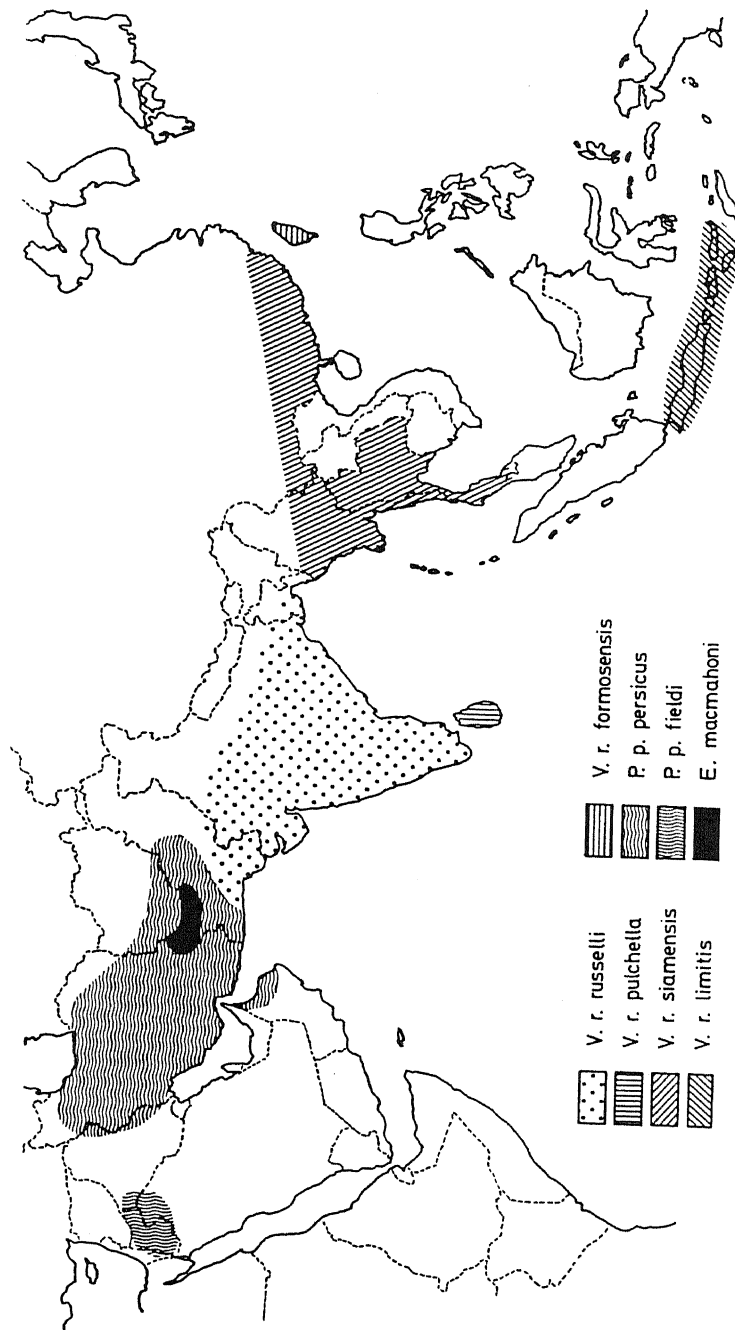 V. r. russelli
V. r. pulchella
V. r. siamensis
V. r. limitis
V. r. formosensis
P. p. persicus
P. p. fieldi
E. macmahoni